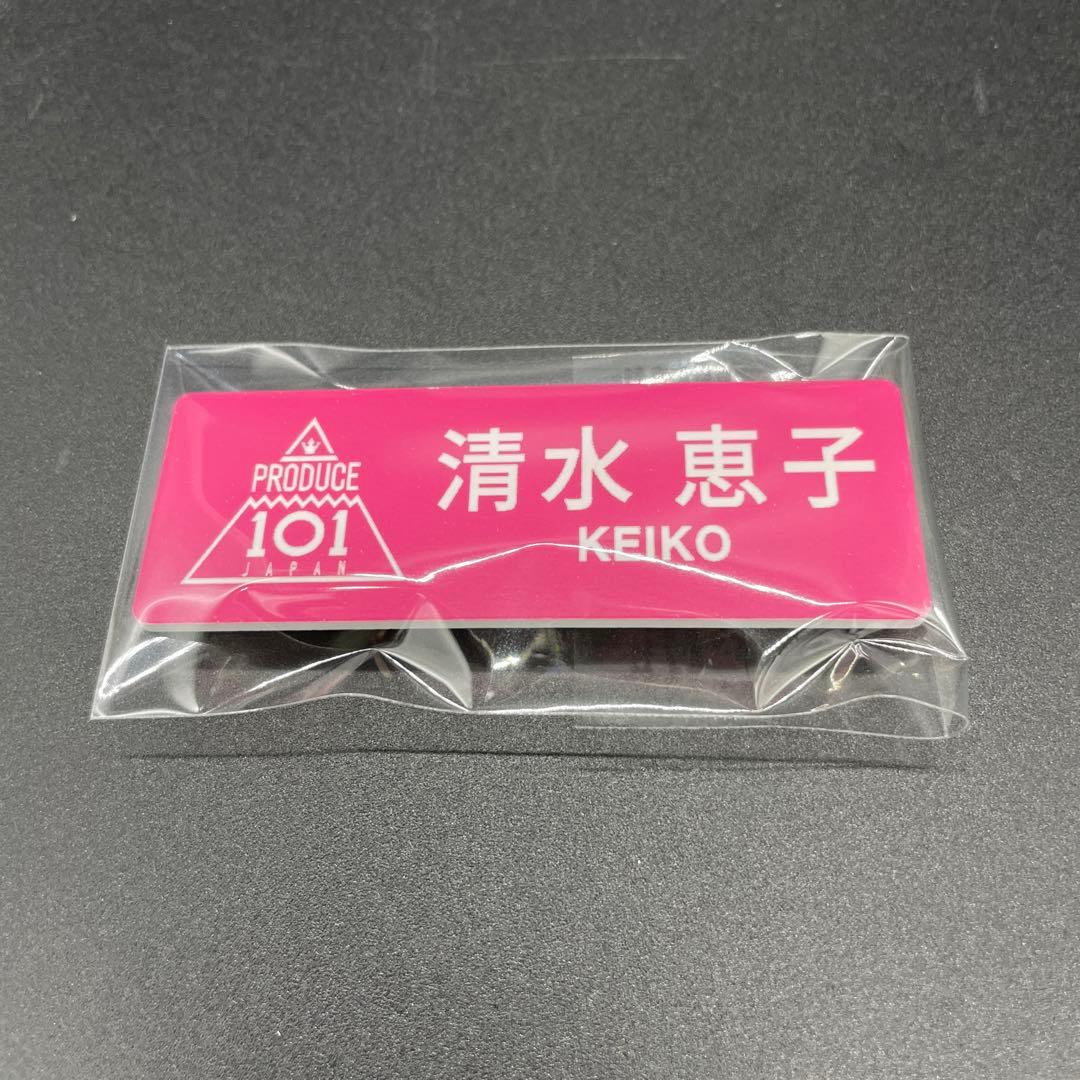 PRODUCE
101
JAPAN
清水 恵子
KEIKO